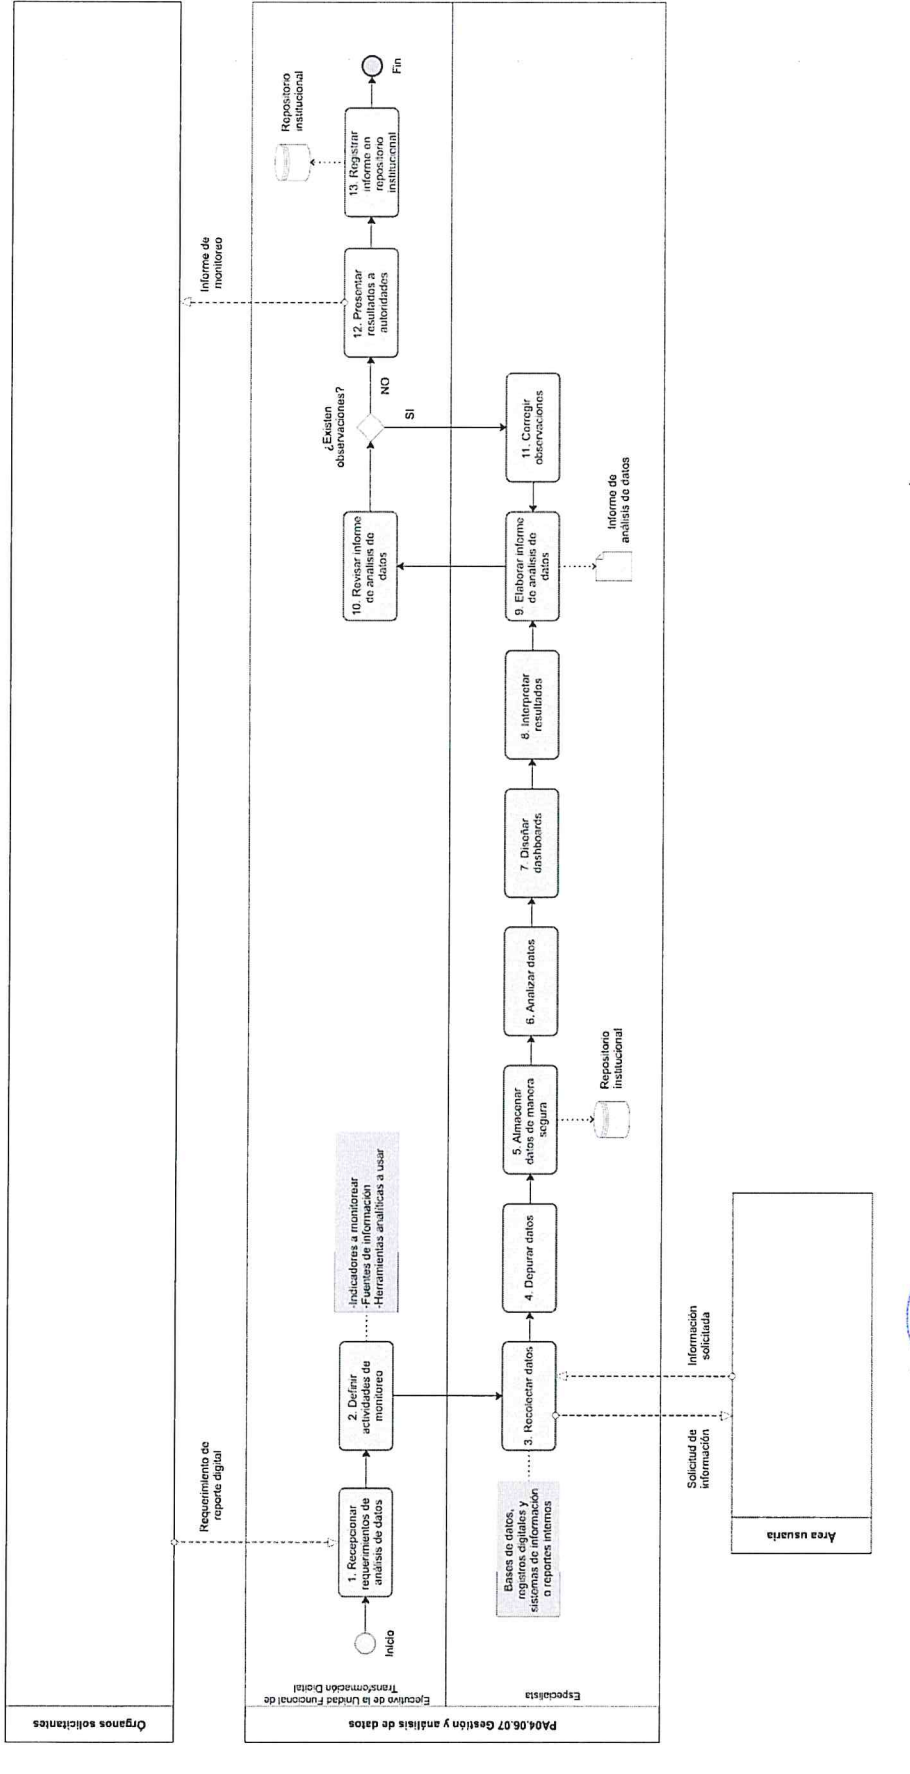 Órganos solicitantes
Requerimiento de
reporte digital
Informe de
monitoreo
PA04.06.07 Gestión y análisis de datos
Ejecutivo de la Unidad Funcional de
Transformación Digital
Inicio
1. Recepcionar
requerimientos de
análisis de datos
2. Definir
actividades de
monitoreo
-Indicadores a monitorear
-Fuentes de información
-Herramientas analíticas a usar
10. Revisar informe
de análisis de
datos
¿Existen
observaciones?
NO
SI
12. Presentar
resultados a
autoridades
13. Registrar
informe en
repositorio
institucional
Repositorio
institucional
Fin
Especialista
Bases de datos,
registros digitales y
sistemas de información
o reportes internos
3. Recolectar datos
4. Depurar datos
5. Almacenar
datos de manera
segura
Repositorio
institucional
6. Analizar datos
7. Diseñar
dashboards
8. Interpretar
resultados
9. Elaborar informe
de análisis de
datos
Informe de
análisis de datos
11. Corregir
observaciones
Solicitud de
información
Información
solicitada
Área usuaria